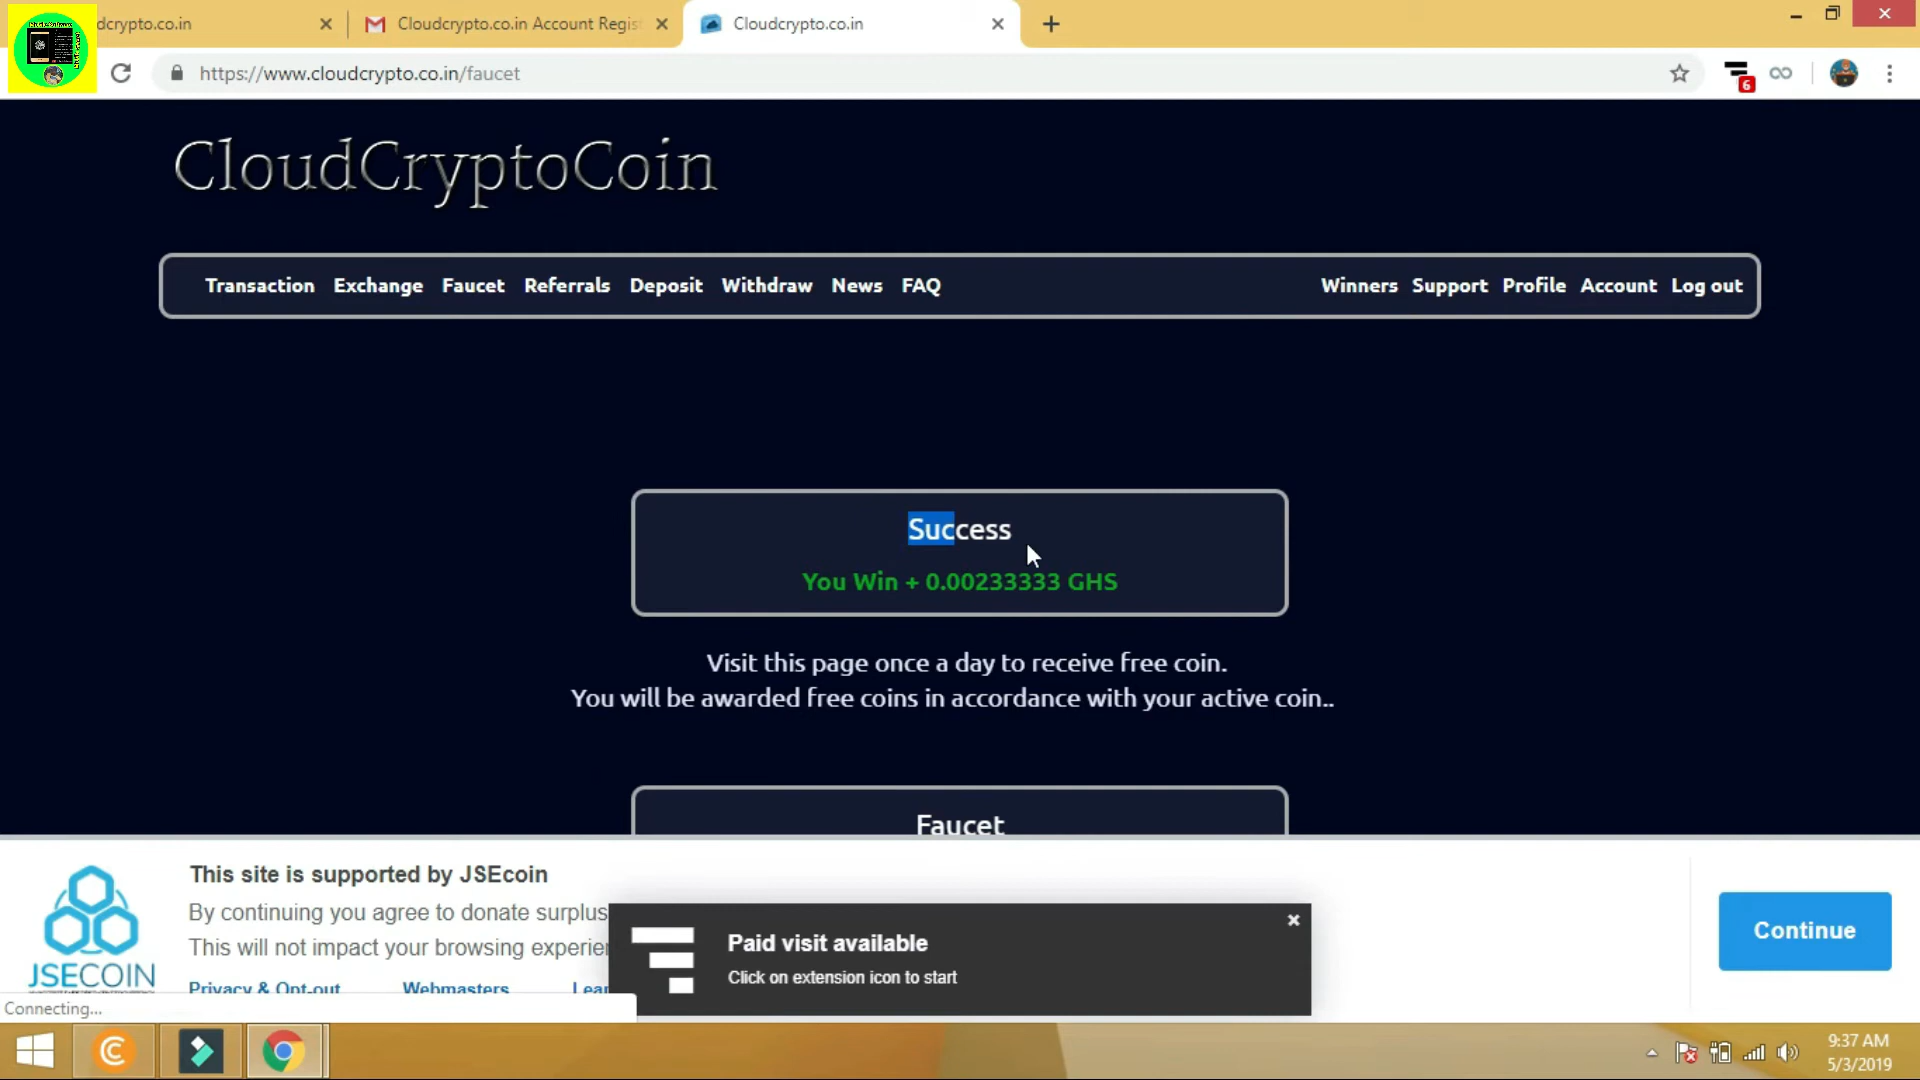 dcrypto.co.in
Cloudcrypto.co.in Account Regis
Cloudcrypto.co.in
https://www.cloudcrypto.co.in/faucet
6
CloudCryptoCoin
Transaction Exchange Faucet Referrals Deposit Withdraw News FAQ Winners Support Profile Account Log out
Success
You Win + 0.00233333 GHS
Visit this page once a day to receive free coin.
You will be awarded free coins in accordance with your active coin..
Faucet
This site is supported by JSEcoin
By continuing you agree to donate surplus
This will not impact your browsing experie
JSECOIN
Privacy & Opt-out Webmasters Lear
Paid visit available
Click on extension icon to start
Continue
Connecting...
9:37 AM
5/3/2019